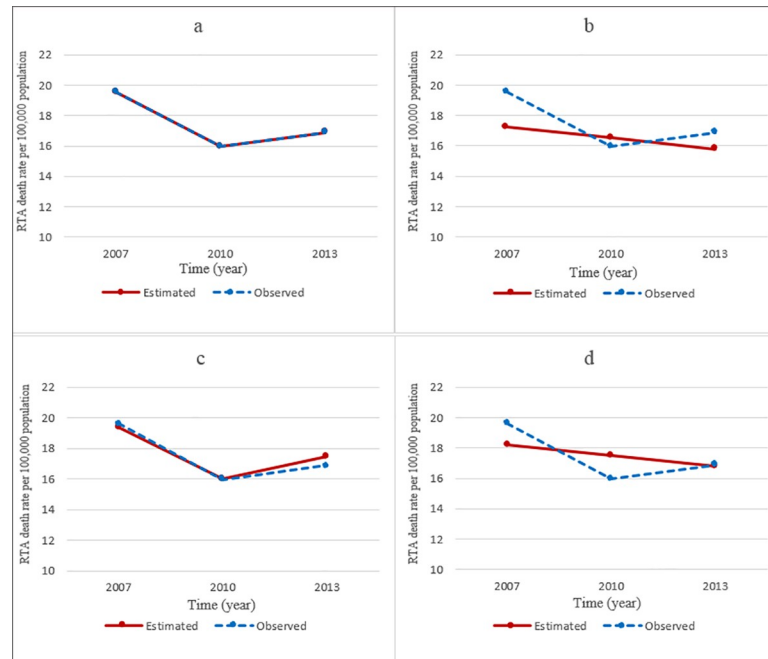 a
RTA death rate per 100,000 population
22
20
18
16
14
12
10
2007
2010
2013
Time (year)
Estimated
Observed
b
RTA death rate per 100,000 population
22
20
18
16
14
12
10
2007
2010
2013
Time (year)
Estimated
Observed
c
RTA death rate per 100,000 population
22
20
18
16
14
12
10
2007
2010
2013
Time (year)
Estimated
Observed
d
RTA death rate per 100,000 population
22
20
18
16
14
12
10
2007
2010
2013
Time (year)
Estimated
Observed